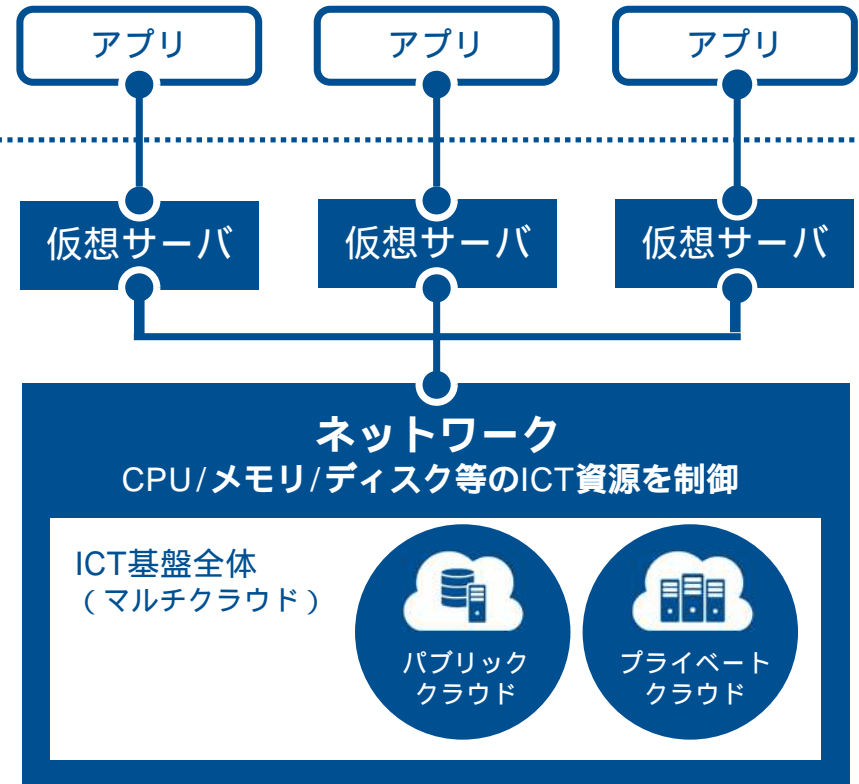 アプリ
アプリ
アプリ
仮想サーバ
仮想サーバ
仮想サーバ
ネットワーク
CPU/メモリ/ディスク等のICT資源を制御
ICT基盤全体
（マルチクラウド）
パブリック
クラウド
プライベート
クラウド